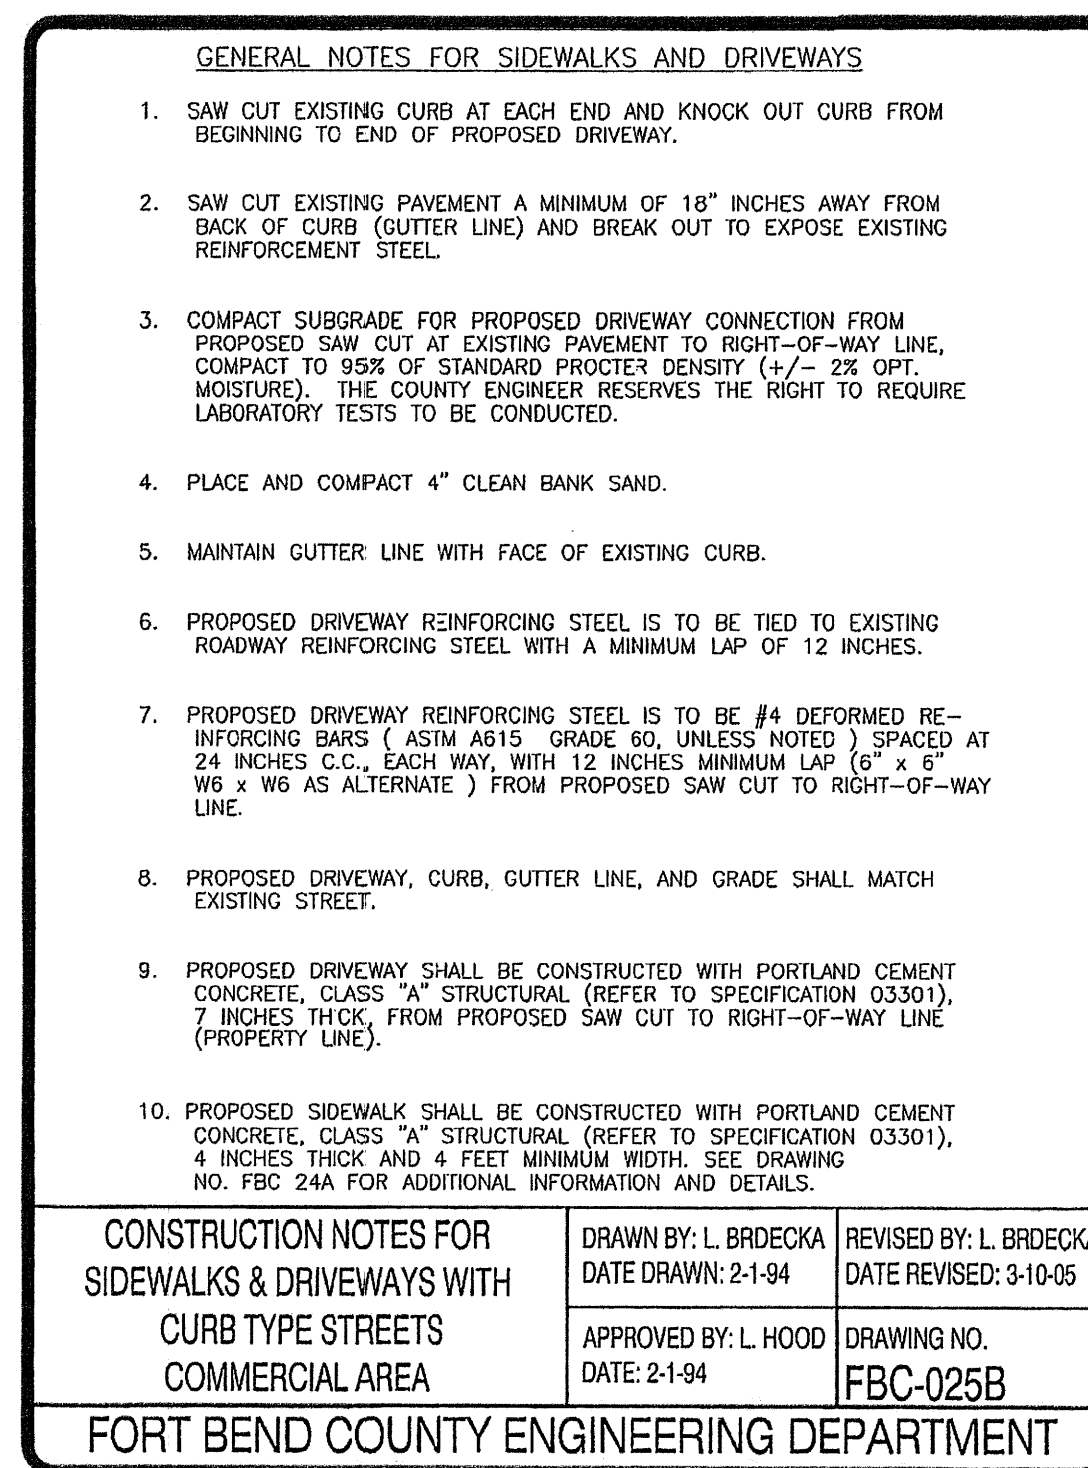 GENERAL NOTES FOR SIDEWALKS AND DRIVEWAYS
1. SAW CUT EXISTING CURB AT EACH END AND KNOCK OUT CURB FROM
BEGINNING TO END OF PROPOSED DRIVEWAY.
2. SAW CUT EXISTING PAVEMENT A MINIMUM OF 18" INCHES AWAY FROM
BACK OF CURB (GUTTER LINE) AND BREAK OUT TO EXPOSE EXISTING
REINFORCEMENT STEEL.
3. COMPACT SUBGRADE FOR PROPOSED DRIVEWAY CONNECTION FROM
PROPOSED SAW CUT AT EXISTING PAVEMENT TO RIGHT-OF-WAY LINE,
COMPACT TO 95% OF STANDARD PROCTER DENSITY (+/- 2% OPT.
MOISTURE). THE COUNTY ENGINEER RESERVES THE RIGHT TO REQUIRE
LABORATORY TESTS TO BE CONDUCTED.
4. PLACE AND COMPACT 4" CLEAN BANK SAND.
5. MAINTAIN GUTTER LINE WITH FACE OF EXISTING CURB.
6. PROPOSED DRIVEWAY REINFORCING STEEL IS TO BE TIED TO EXISTING
ROADWAY REINFORCING STEEL WITH A MINIMUM LAP OF 12 INCHES.
7. PROPOSED DRIVEWAY REINFORCING STEEL IS TO BE #4 DEFORMED RE-
INFORCING BARS ( ASTM A615 GRADE 60, UNLESS NOTED ) SPACED AT
24 INCHES C.C., EACH WAY, WITH 12 INCHES MINIMUM LAP (6" x 6"
W6 x W6 AS ALTERNATE ) FROM PROPOSED SAW CUT TO RIGHT-OF-WAY
LINE.
8. PROPOSED DRIVEWAY, CURB, GUTTER LINE, AND GRADE SHALL MATCH
EXISTING STREET.
9. PROPOSED DRIVEWAY SHALL BE CONSTRUCTED WITH PORTLAND CEMENT
CONCRETE, CLASS "A" STRUCTURAL (REFER TO SPECIFICATION 03301),
7 INCHES THICK, FROM PROPOSED SAW CUT TO RIGHT-OF-WAY LINE
(PROPERTY LINE).
10. PROPOSED SIDEWALK SHALL BE CONSTRUCTED WITH PORTLAND CEMENT
CONCRETE, CLASS "A" STRUCTURAL (REFER TO SPECIFICATION 03301),
4 INCHES THICK AND 4 FEET MINIMUM WIDTH. SEE DRAWING
NO. FBC 24A FOR ADDITIONAL INFORMATION AND DETAILS.
CONSTRUCTION NOTES FOR
SIDEWALKS & DRIVEWAYS WITH
CURB TYPE STREETS
COMMERCIAL AREA
DRAWN BY: L. BRDECKA
DATE DRAWN: 2-1-94
REVISED BY: L. BRDECKA
DATE REVISED: 3-10-05
APPROVED BY: L. HOOD
DATE: 2-1-94
DRAWING NO.
FBC-025B
FORT BEND COUNTY ENGINEERING DEPARTMENT